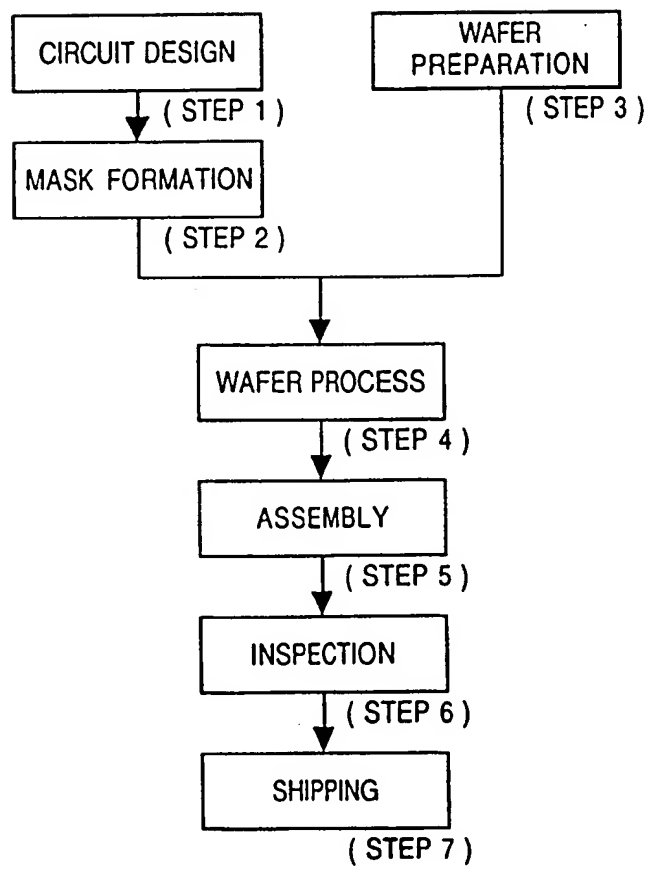 CIRCUIT DESIGN
( STEP 1 )
MASK FORMATION
( STEP 2 )
WAFER
PREPARATION
( STEP 3 )
WAFER PROCESS
( STEP 4 )
ASSEMBLY
( STEP 5 )
INSPECTION
( STEP 6 )
SHIPPING
( STEP 7 )